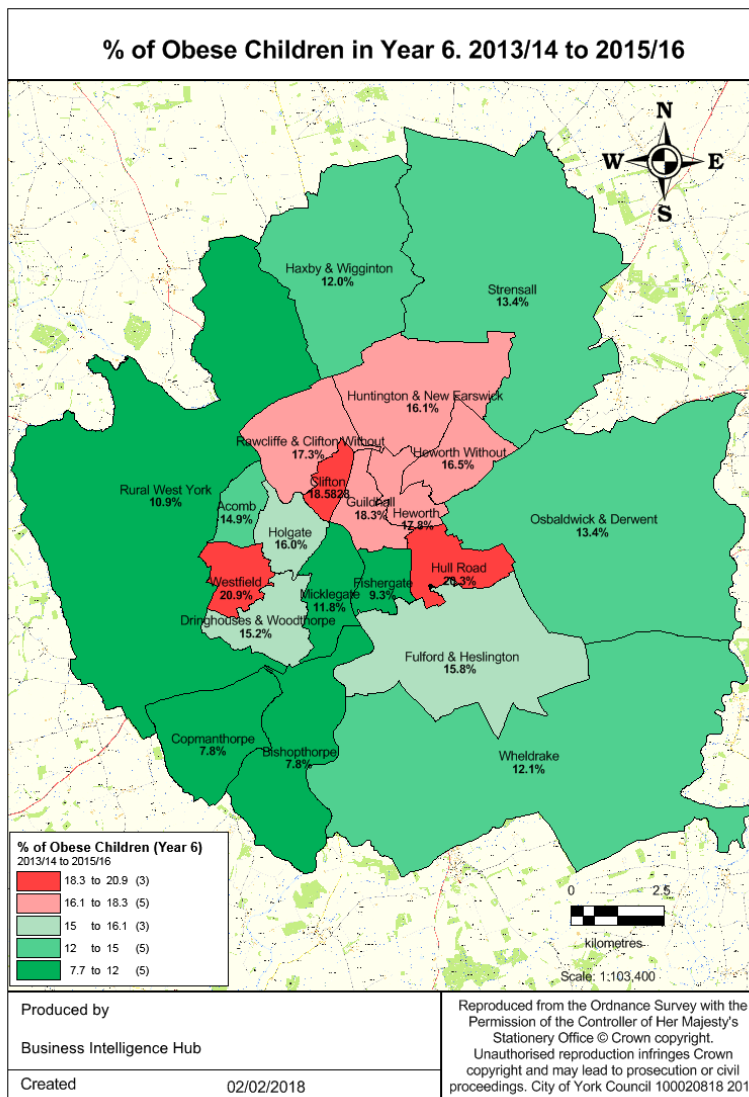 % of Obese Children in Year 6. 2013/14 to 2015/16
N
W E
S
Haxby & Wigginton
12.0%
Strensall
13.4%
Huntington & New Earswick
16.1%
Rawcliffe & Clifton Without
17.3%
Heworth Without
16.5%
Clifton
18.5828
Rural West York
10.9%
Guildhall
18.3%
Acomb
14.9%
Heworth
17.8%
Osbaldwick & Derwent
13.4%
Holgate
16.0%
Hull Road
20.3%
Westfield
20.9%
Micklegate
11.8%
Fishergate
9.3%
Dringhouses & Woodthorpe
15.2%
Fulford & Heslington
15.8%
Copmanthorpe
7.8%
Bishopthorpe
7.8%
Wheldrake
12.1%
% of Obese Children (Year 6)
2013/14 to 2015/16
18.3 to 20.9 (3)
16.1 to 18.3 (5)
15 to 16.1 (3)
12 to 15 (5)
7.7 to 12 (5)
0 2.5
kilometres
Scale: 1:103,400
Produced by
Business Intelligence Hub
Created 02/02/2018
Reproduced from the Ordnance Survey with the
Permission of the Controller of Her Majesty's
Stationery Office © Crown copyright.
Unauthorised reproduction infringes Crown
copyright and may lead to prosecution or civil
proceedings. City of York Council 100020818 201